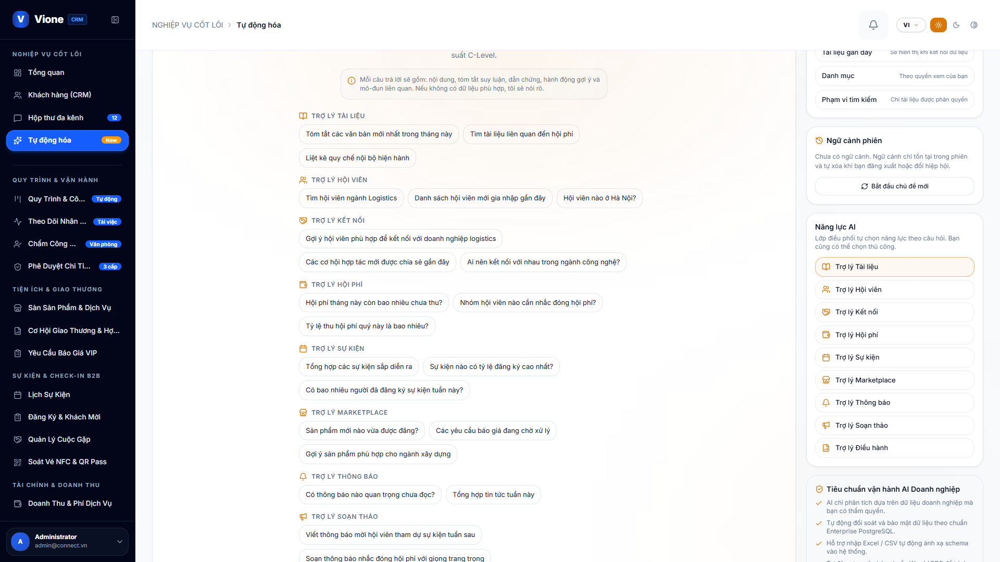 V Vione CRM
NGHIỆP VỤ CỐT LÕI
Tổng quan
Khách hàng (CRM)
Hộp thư đa kênh 12
Tự động hóa New
QUY TRÌNH & VẬN HÀNH
Quy Trình & Cô... Tự động
Theo Dõi Nhân ... Tải việc
Chấm Công ... Văn phòng
Phê Duyệt Chi Ti... 3 cấp
TIỆN ÍCH & GIAO THƯƠNG
Sàn Sản Phẩm & Dịch Vụ
Cơ Hội Giao Thương & Hợ...
Yêu Cầu Báo Giá VIP
SỰ KIỆN & CHECK-IN B2B
Lịch Sự Kiện
Đăng Ký & Khách Mời
Quản Lý Cuộc Gặp
Soát Vé NFC & QR Pass
TÀI CHÍNH & DOANH THU
Doanh Thu & Phí Dịch Vụ
A Administrator
admin@connect.vn
NGHIỆP VỤ CỐT LÕI > Tự động hóa
VI
suất C-Level.
Mỗi câu trả lời sẽ gồm: nội dung, tóm tắt suy luận, dẫn chứng, hành động gợi ý và
mô-đun liên quan. Nếu không có dữ liệu phù hợp, tôi sẽ nói rõ.
TRỢ LÝ TÀI LIỆU
Tóm tắt các văn bản mới nhất trong tháng này
Tìm tài liệu liên quan đến hội phí
Liệt kê quy chế nội bộ hiện hành
TRỢ LÝ HỘI VIÊN
Tìm hội viên ngành Logistics
Danh sách hội viên mới gia nhập gần đây
Hội viên nào ở Hà Nội?
TRỢ LÝ KẾT NỐI
Gợi ý hội viên phù hợp để kết nối với doanh nghiệp logistics
Các cơ hội hợp tác mới được chia sẻ gần đây
Ai nên kết nối với nhau trong ngành công nghệ?
TRỢ LÝ HỘI PHÍ
Hội phí tháng này còn bao nhiêu chưa thu?
Nhóm hội viên nào cần nhắc đóng hội phí?
Tỷ lệ thu hội phí quý này là bao nhiêu?
TRỢ LÝ SỰ KIỆN
Tổng hợp các sự kiện sắp diễn ra
Sự kiện nào có tỷ lệ đăng ký cao nhất?
Có bao nhiêu người đã đăng ký sự kiện tuần này?
TRỢ LÝ MARKETPLACE
Sản phẩm mới nào vừa được đăng?
Các yêu cầu báo giá đang chờ xử lý
Gợi ý sản phẩm phù hợp cho ngành xây dựng
TRỢ LÝ THÔNG BÁO
Có thông báo nào quan trọng chưa đọc?
Tổng hợp tin tức tuần này
TRỢ LÝ SOẠN THẢO
Viết thông báo mời hội viên tham dự sự kiện tuần sau
Soạn thông báo nhắc đóng hội phí với giọng trang trọng
Tài liệu gần đây Sẽ hiển thị khi kết nối dữ liệu
Danh mục Theo quyền xem của bạn
Phạm vi tìm kiếm Chỉ tài liệu được phân quyền
Ngữ cảnh phiên
Chưa có ngữ cảnh. Ngữ cảnh chỉ tồn tại trong phiên
và tự xóa khi bạn đăng xuất hoặc đổi hiệp hội.
Bắt đầu chủ đề mới
Năng lực AI
Lớp điều phối tự chọn năng lực theo câu hỏi. Bạn
cũng có thể chọn thủ công.
Trợ lý Tài liệu
Trợ lý Hội viên
Trợ lý Kết nối
Trợ lý Hội phí
Trợ lý Sự kiện
Trợ lý Marketplace
Trợ lý Thông báo
Trợ lý Soạn thảo
Trợ lý Điều hành
Tiêu chuẩn vận hành AI Doanh nghiệp
AI chỉ phân tích dựa trên dữ liệu doanh nghiệp mà
bạn có thẩm quyền.
Tự động đối soát và bảo mật dữ liệu theo chuẩn
Enterprise PostgreSQL.
Hỗ trợ nhập Excel / CSV tự động ánh xạ schema
vào hệ thống.